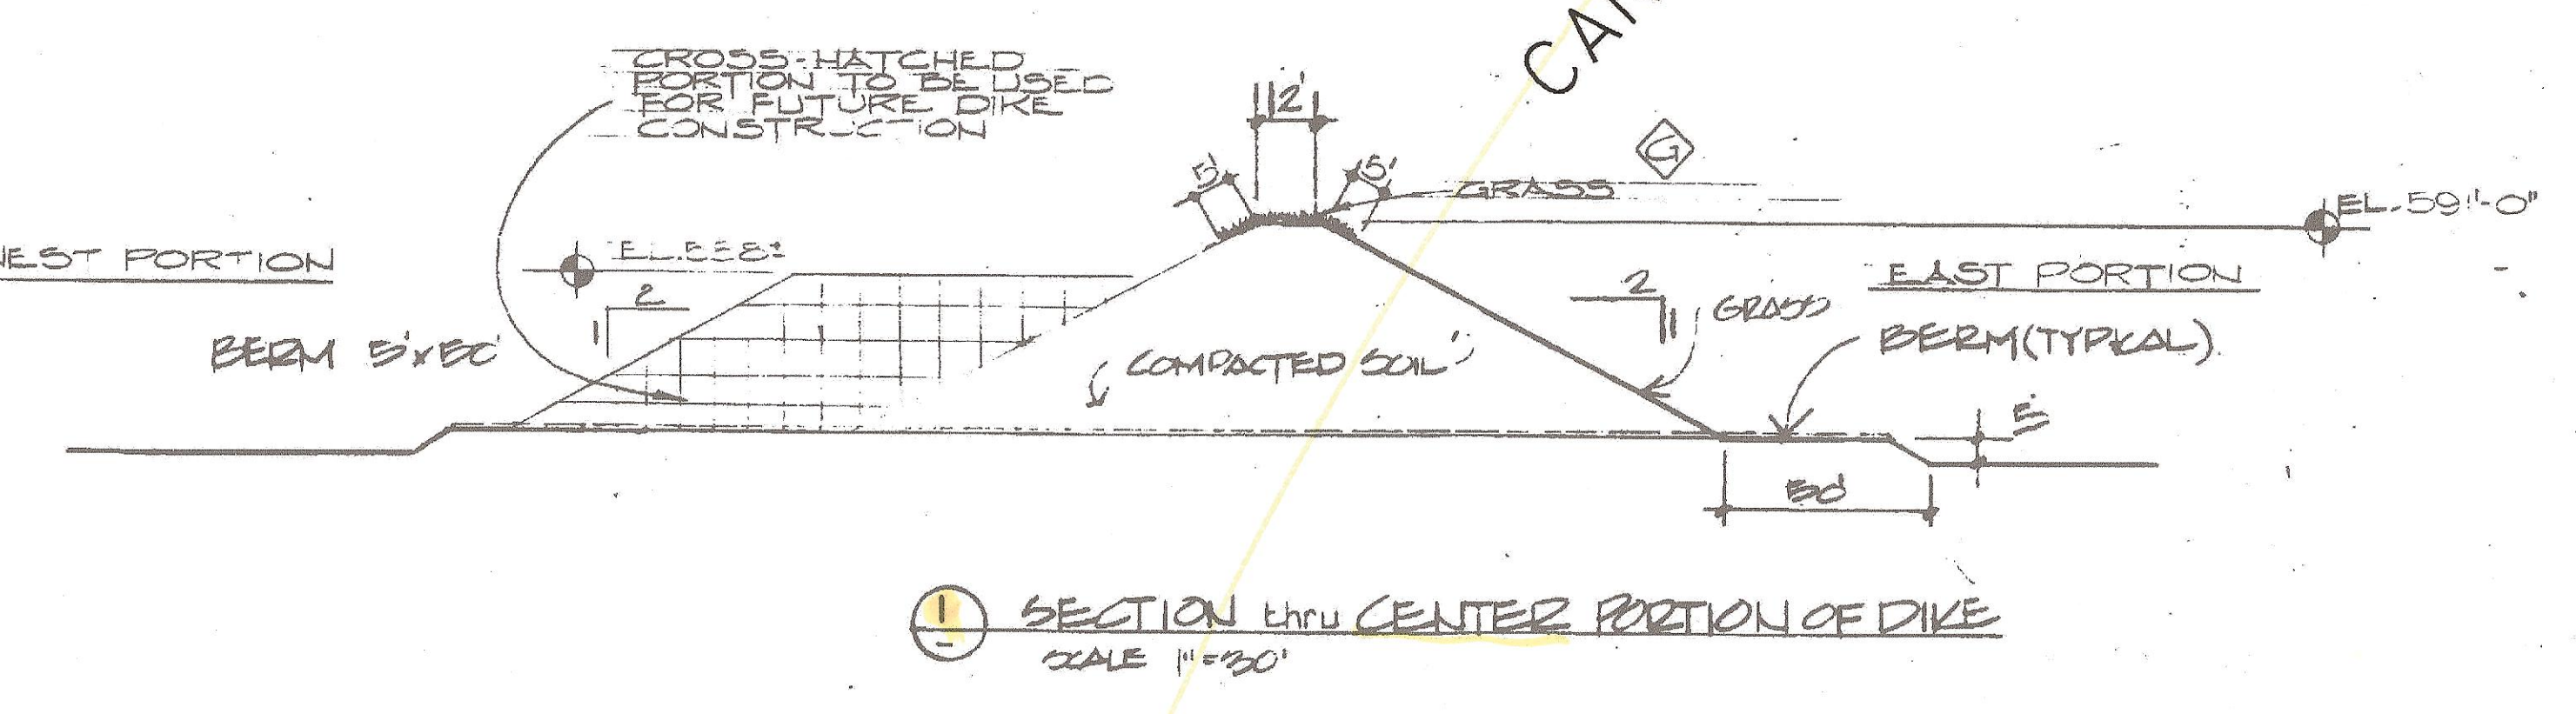 CROSS-HATCHED
PORTION TO BE USED
FOR FUTURE DIKE
CONSTRUCTION
12'
5'
5'
G
GRASS
EL. 591'-0"
WEST PORTION
2
1
BERM 5'x50'
COMPACTED SOIL
2
1
GRASS
EAST PORTION
BERM (TYPICAL)
5'
50'
1
SECTION thru CENTER PORTION OF DIKE
SCALE 1"=30'